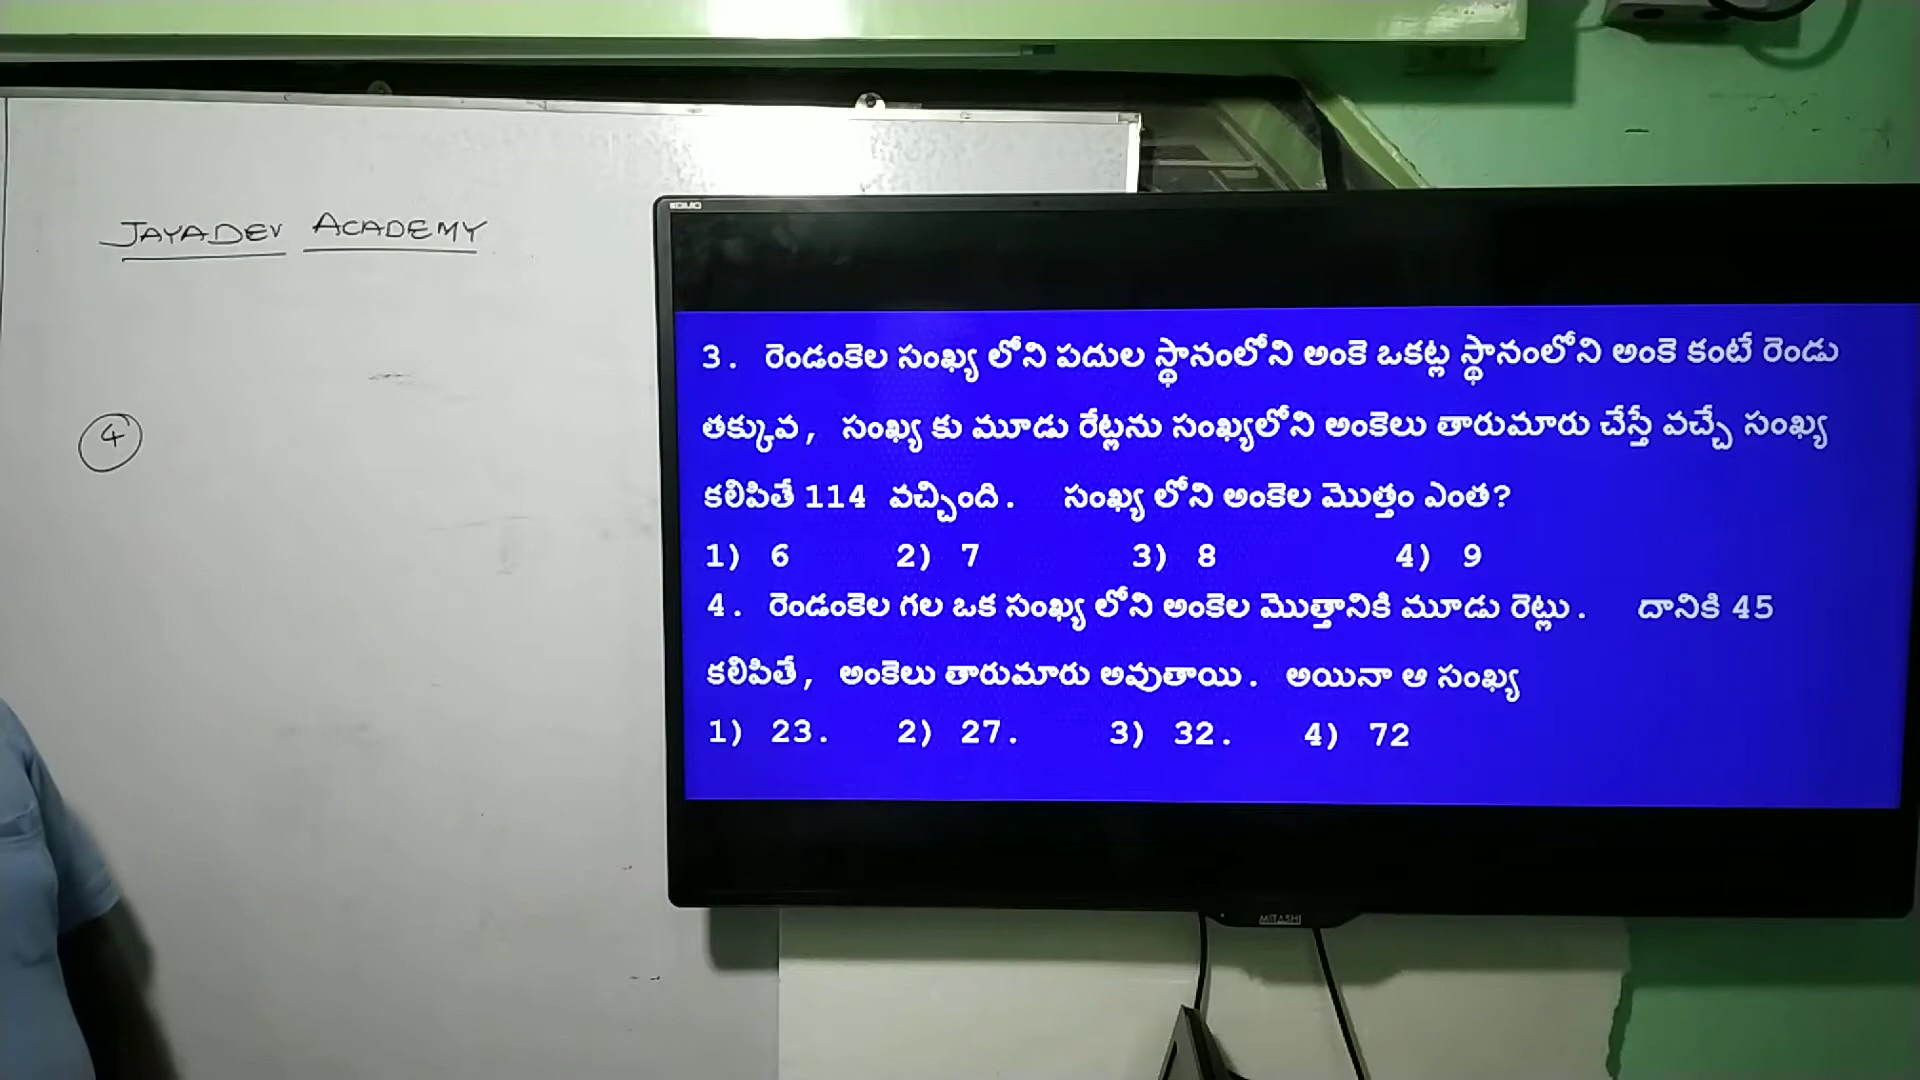 JAYADEV ACADEMY
4
3. రెండంకెల సంఖ్య లోని పదుల స్థానంలోని అంకె ఒకట్ల స్థానంలోని అంకె కంటే రెండు
తక్కువ, సంఖ్య కు మూడు రేట్లను సంఖ్యలోని అంకెలు తారుమారు చేస్తే వచ్చే సంఖ్య
కలిపితే 114 వచ్చింది. సంఖ్య లోని అంకెల మొత్తం ఎంత?
1) 6 2) 7 3) 8 4) 9
4. రెండంకెల గల ఒక సంఖ్య లోని అంకెల మొత్తానికి మూడు రెట్లు. దానికి 45
కలిపితే, అంకెలు తారుమారు అవుతాయి. అయినా ఆ సంఖ్య
1) 23. 2) 27. 3) 32. 4) 72
MITASHI